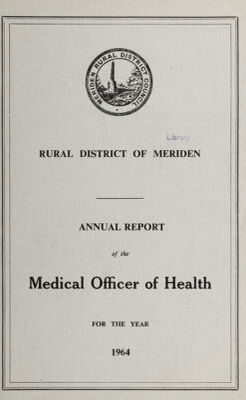 MERIDEN RURAL DISTRICT COUNCIL
Library
RURAL DISTRICT OF MERIDEN
ANNUAL REPORT
of the
Medical Officer of Health
FOR THE YEAR
1964